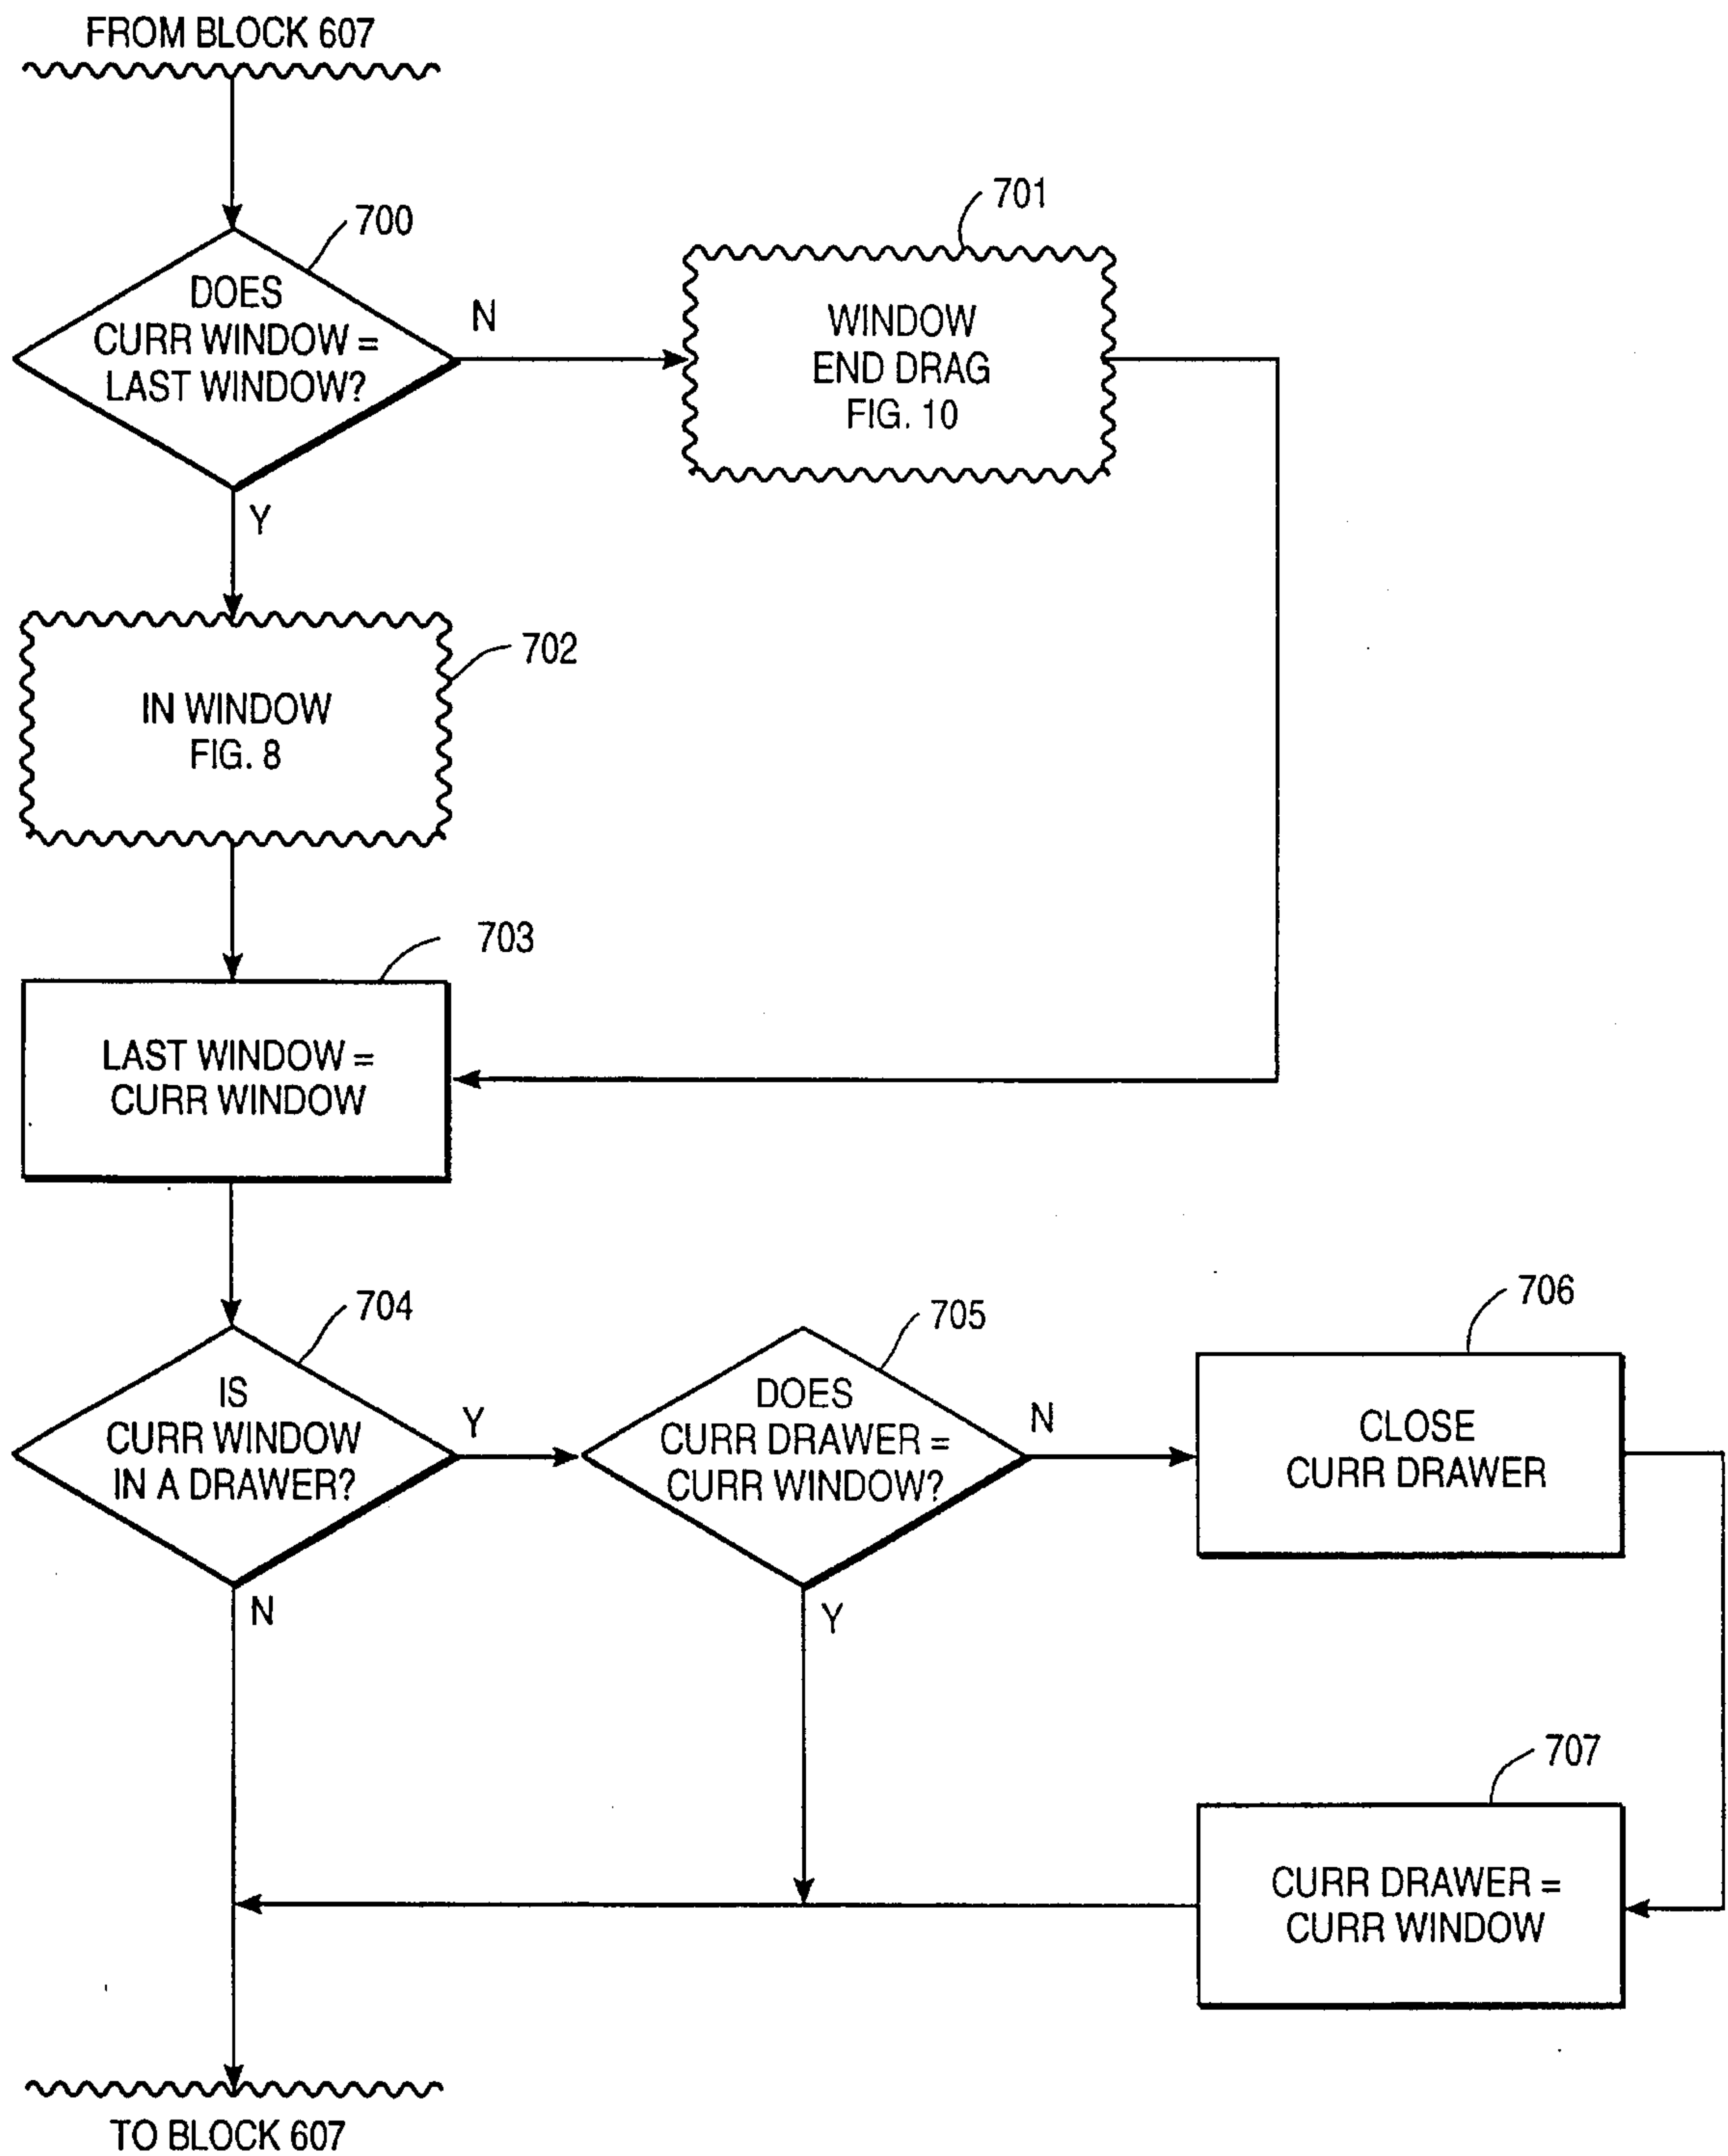 FROM BLOCK 607
700
DOES
CURR WINDOW =
LAST WINDOW?
N
Y
701
WINDOW
END DRAG
FIG. 10
702
IN WINDOW
FIG. 8
703
LAST WINDOW =
CURR WINDOW
704
IS
CURR WINDOW
IN A DRAWER?
Y
N
705
DOES
CURR DRAWER =
CURR WINDOW?
N
Y
706
CLOSE
CURR DRAWER
707
CURR DRAWER =
CURR WINDOW
TO BLOCK 607